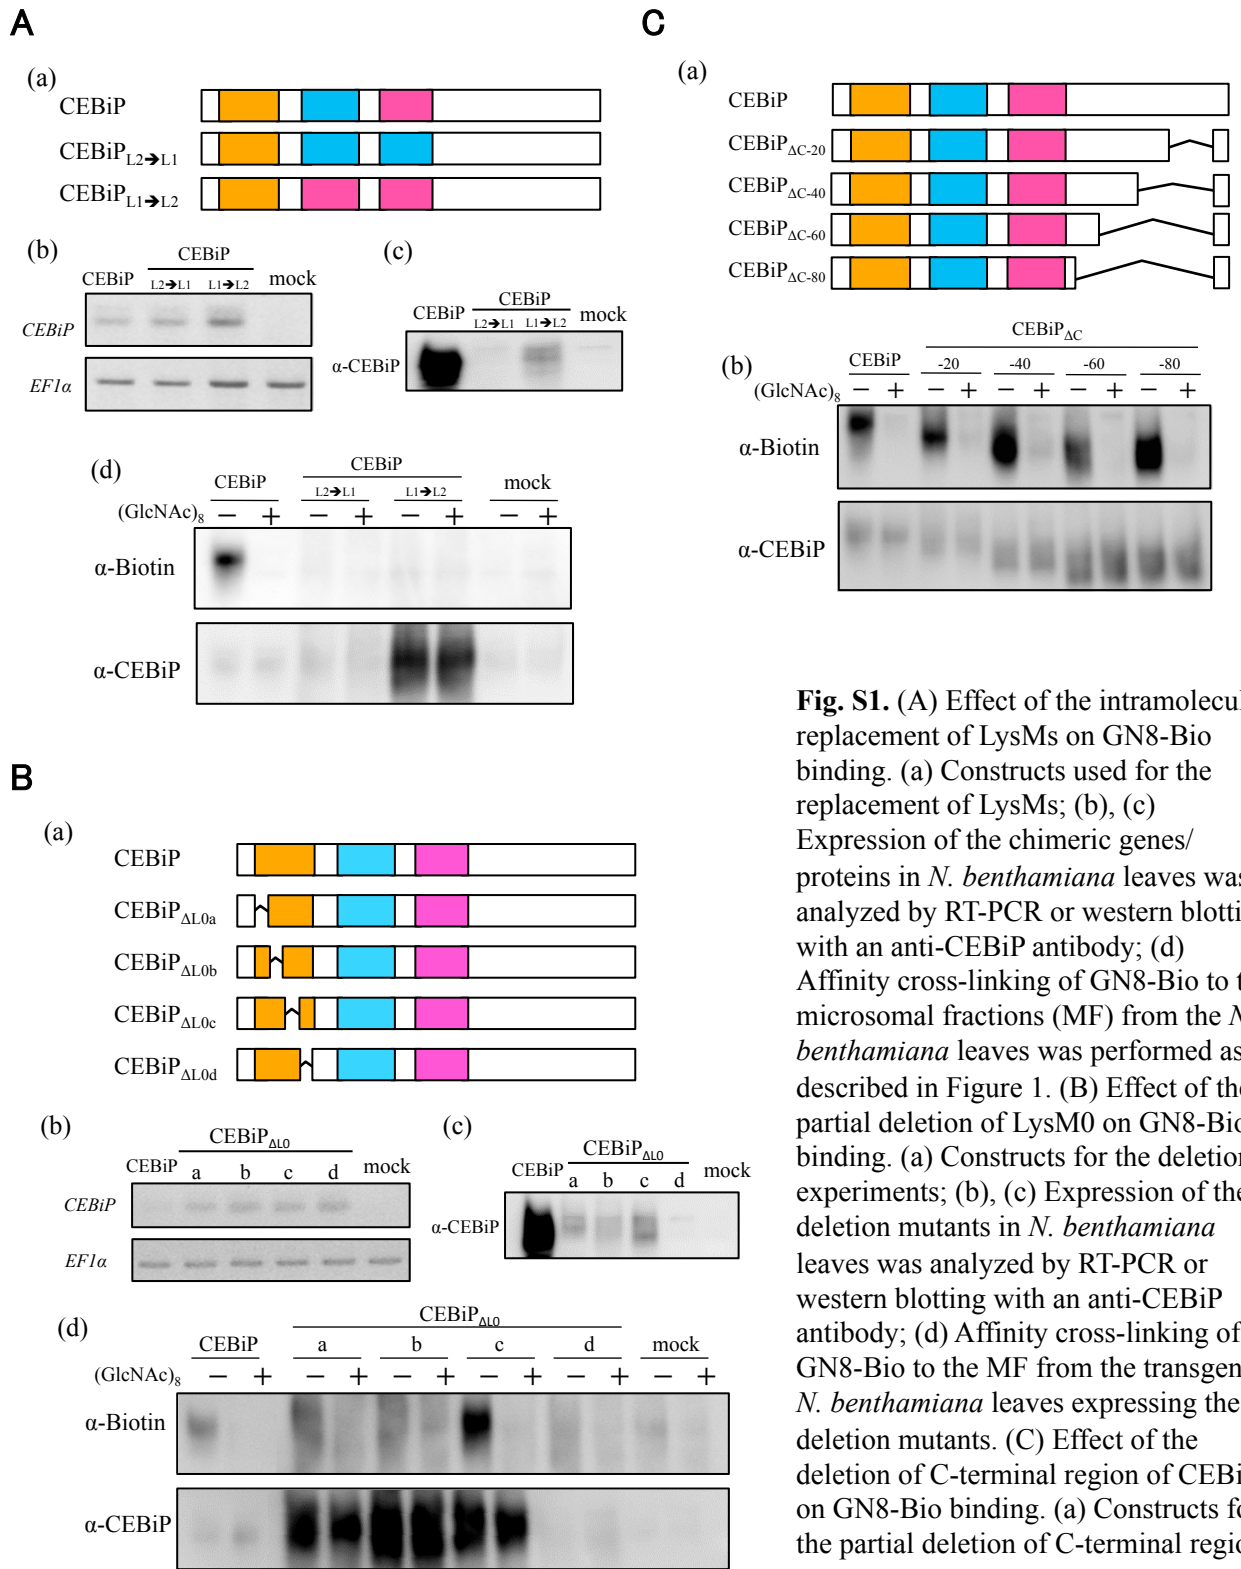 A
(a)
CEBiP
CEBiP L2➔L1
CEBiP L1➔L2
(b)
CEBiP
CEBiP L2➔L1 L1➔L2 mock
CEBiP
EF1α
(c)
CEBiP
CEBiP L2➔L1 L1➔L2 mock
α-CEBiP
(d)
CEBiP
CEBiP L2➔L1 L1➔L2 mock
(GlcNAc)8 − + − + − + − +
α-Biotin
α-CEBiP
B
(a)
CEBiP
CEBiPΔL0a
CEBiPΔL0b
CEBiPΔL0c
CEBiPΔL0d
(b)
CEBiPΔL0
CEBiP a b c d mock
CEBiP
EF1α
(c)
CEBiPΔL0
CEBiP a b c d mock
α-CEBiP
(d)
CEBiPΔL0
CEBiP a b c d mock
(GlcNAc)8 − + − + − + − + − + − +
α-Biotin
α-CEBiP
C
(a)
CEBiP
CEBiPΔC-20
CEBiPΔC-40
CEBiPΔC-60
CEBiPΔC-80
(b)
CEBiPΔC
CEBiP -20 -40 -60 -80
(GlcNAc)8 − + − + − + − + − +
α-Biotin
α-CEBiP
Fig. S1. (A) Effect of the intramolecul
replacement of LysMs on GN8-Bio
binding. (a) Constructs used for the
replacement of LysMs; (b), (c)
Expression of the chimeric genes/
proteins in N. benthamiana leaves was
analyzed by RT-PCR or western blotti
with an anti-CEBiP antibody; (d)
Affinity cross-linking of GN8-Bio to t
microsomal fractions (MF) from the N
benthamiana leaves was performed as
described in Figure 1. (B) Effect of the
partial deletion of LysM0 on GN8-Bio
binding. (a) Constructs for the deletion
experiments; (b), (c) Expression of the
deletion mutants in N. benthamiana
leaves was analyzed by RT-PCR or
western blotting with an anti-CEBiP
antibody; (d) Affinity cross-linking of
GN8-Bio to the MF from the transgen
N. benthamiana leaves expressing the
deletion mutants. (C) Effect of the
deletion of C-terminal region of CEBi
on GN8-Bio binding. (a) Constructs fo
the partial deletion of C-terminal regio